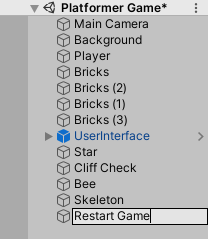 Platformer Game*
Main Camera
Background
Player
Bricks
Bricks (2)
Bricks (1)
Bricks (3)
UserInterface
Star
Cliff Check
Bee
Skeleton
Restart Game